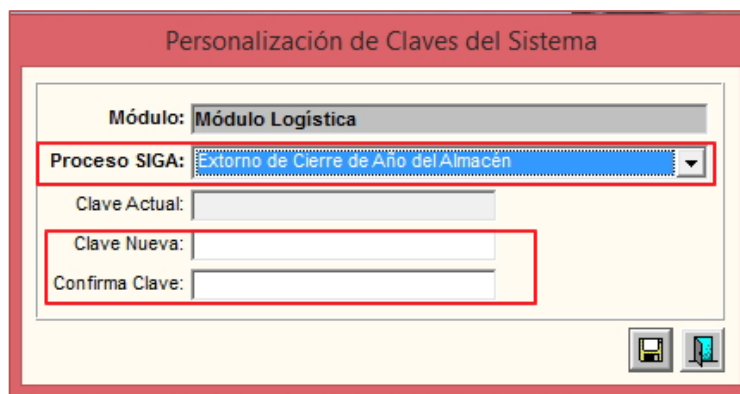 Personalización de Claves del Sistema
Módulo: Módulo Logística
Proceso SIGA: Extorno de Cierre de Año del Almacén
Clave Actual:
Clave Nueva:
Confirma Clave: